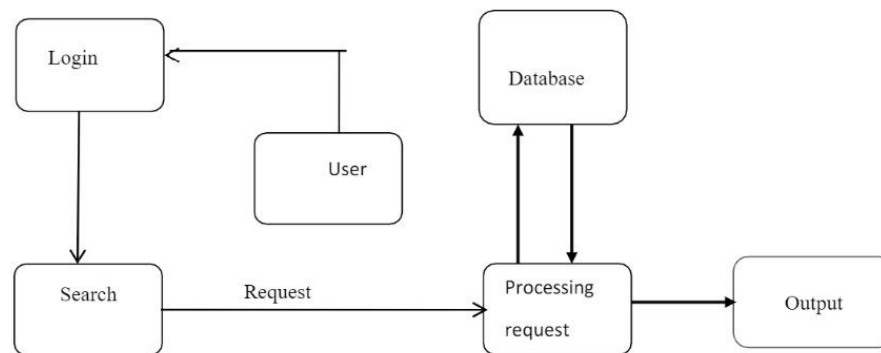 Login
Database
User
Search
Request
Processing
request
Output